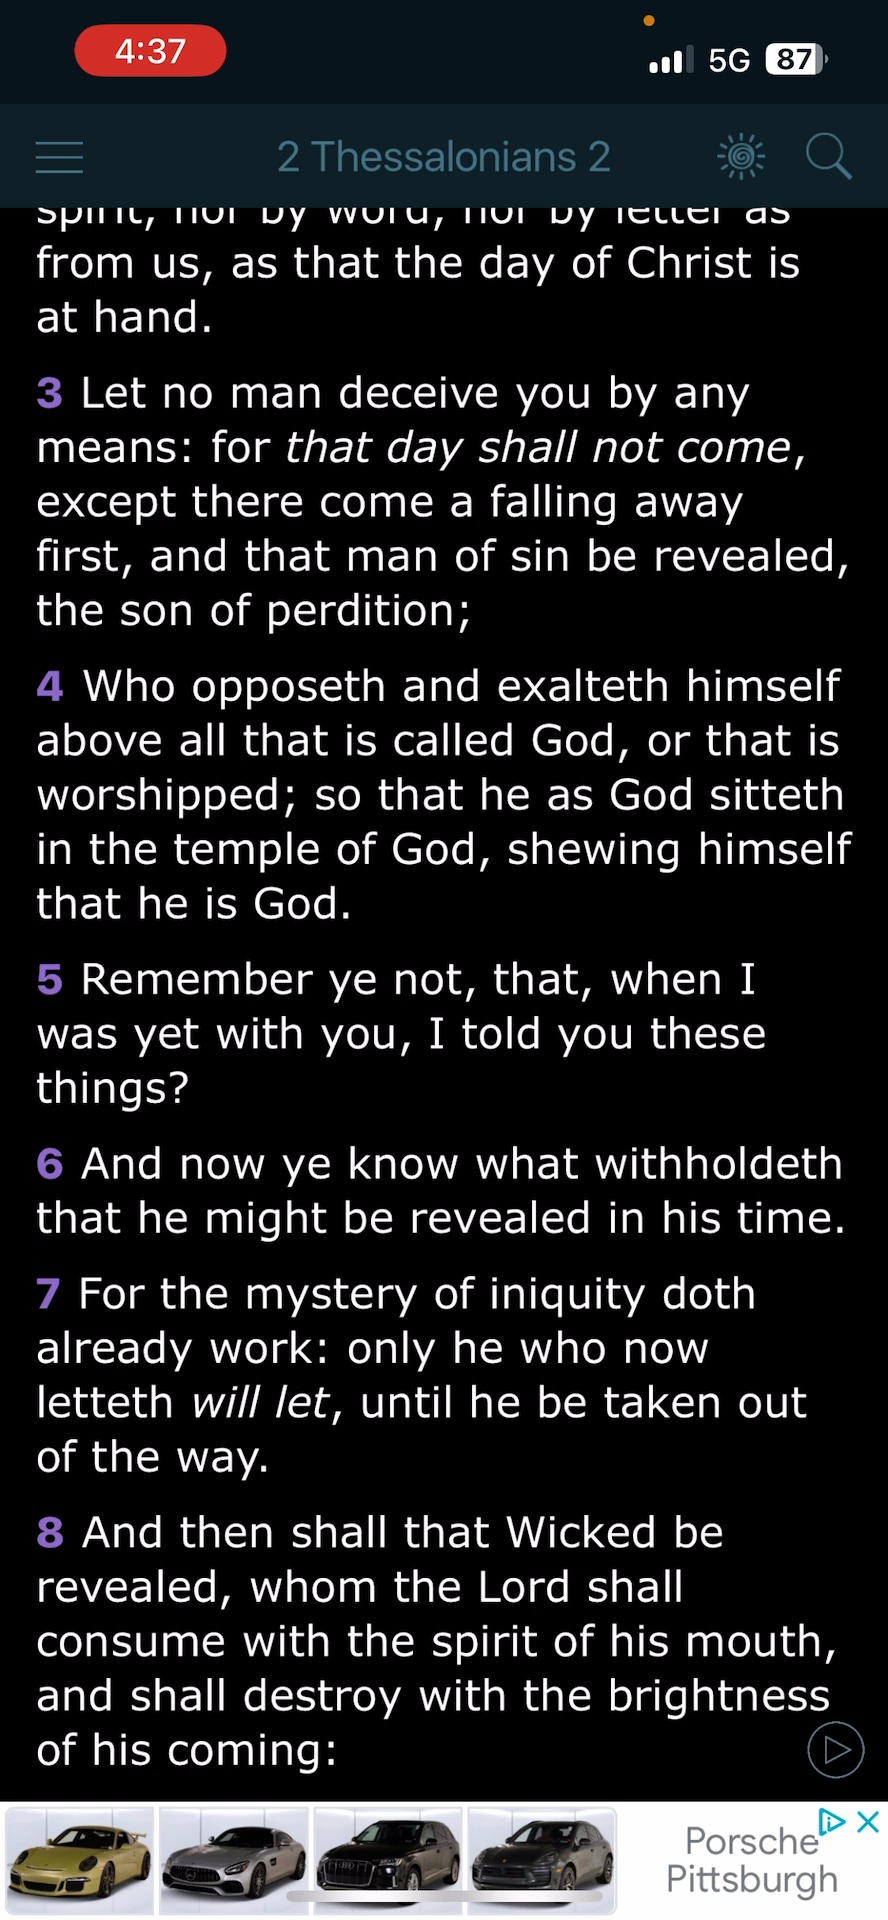 4:37
5G 87
2 Thessalonians 2
spirit, nor by word, nor by letter as
from us, as that the day of Christ is
at hand.
3 Let no man deceive you by any
means: for that day shall not come,
except there come a falling away
first, and that man of sin be revealed,
the son of perdition;
4 Who opposeth and exalteth himself
above all that is called God, or that is
worshipped; so that he as God sitteth
in the temple of God, shewing himself
that he is God.
5 Remember ye not, that, when I
was yet with you, I told you these
things?
6 And now ye know what withholdeth
that he might be revealed in his time.
7 For the mystery of iniquity doth
already work: only he who now
letteth will let, until he be taken out
of the way.
8 And then shall that Wicked be
revealed, whom the Lord shall
consume with the spirit of his mouth,
and shall destroy with the brightness
of his coming:
Porsche
Pittsburgh